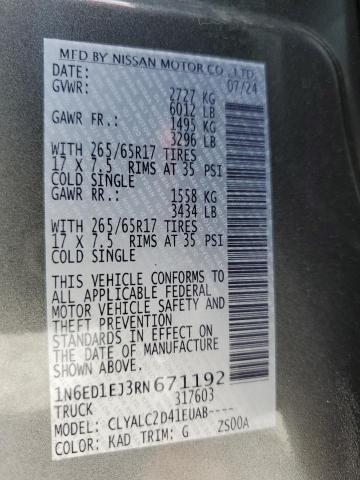 MFD BY NISSAN MOTOR CO., LTD.
DATE: 07/24
GVWR: 2727 KG
6012 LB
GAWR FR.: 1495 KG
3296 LB
WITH 265/65R17 TIRES
17 X 7.5 RIMS AT 35 PSI
COLD SINGLE
GAWR RR.: 1558 KG
3434 LB
WITH 265/65R17 TIRES
17 X 7.5 RIMS AT 35 PSI
COLD SINGLE
THIS VEHICLE CONFORMS TO
ALL APPLICABLE FEDERAL
MOTOR VEHICLE SAFETY AND
THEFT PREVENTION
STANDARDS IN EFFECT ON
THE DATE OF MANUFACTURE
SHOWN ABOVE.
1N6ED1EJ3RN671192
TRUCK 317603
MODEL: CLYALC2D41EUAB----
COLOR: KAD TRIM: G ZS00A